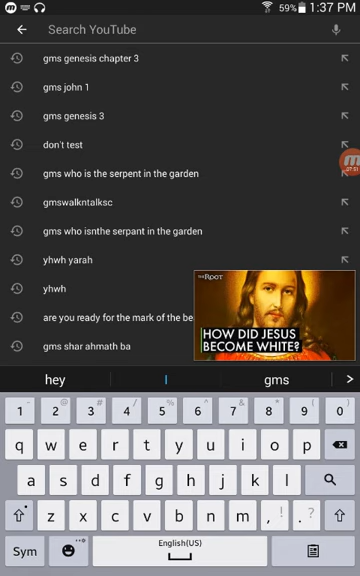 59% 1:37 PM
Search YouTube
gms genesis chapter 3
gms john 1
gms genesis 3
don't test
gms who is the serpent in the garden
gmswalkntalksc
gms who isnthe serpant in the garden
yhwh yarah
yhwh
are you ready for the mark of the be
gms shar ahmath ba
THE ROOT
HOW DID JESUS
BECOME WHITE?
hey I gms
1 2 @ 3 # 4 / 5 % 6 ^ 7 & 8 * 9 ( 0 )
q w e r t y u i o p
a s d f g h j k l
z x c v b n m , ! . ?
Sym English(US)